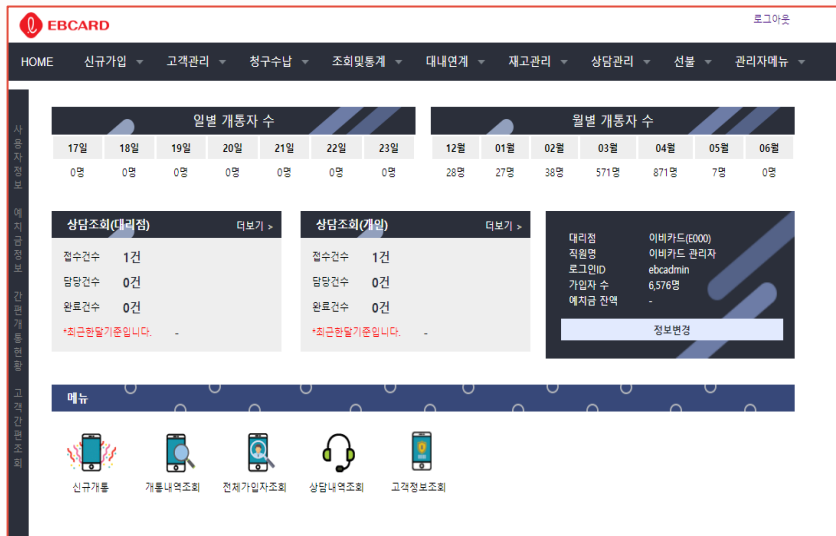 EBCARD
로그아웃
HOME 신규가입 고객관리 청구수납 조회및통계 대내연계 재고관리 상담관리 선불 관리자메뉴
사용자정보 예치금정보 간편개통현황 고객간편조회
일별 개통자 수
17일 18일 19일 20일 21일 22일 23일
0명 0명 0명 0명 0명 0명 0명
월별 개통자 수
12월 01월 02월 03월 04월 05월 06월
28명 27명 38명 571명 871명 7명 0명
상담조회(대리점) 더보기 >
접수건수 1건
담당건수 0건
완료건수 0건
*최근한달기준입니다. -
상담조회(개인) 더보기 >
접수건수 1건
담당건수 0건
완료건수 0건
*최근한달기준입니다. -
대리점 이비카드(E000)
직원명 이비카드 관리자
로그인ID ebcadmin
가입자 수 6,576명
예치금 잔액 -
정보변경
메뉴
신규개통 개통내역조회 전체가입자조회 상담내역조회 고객정보조회